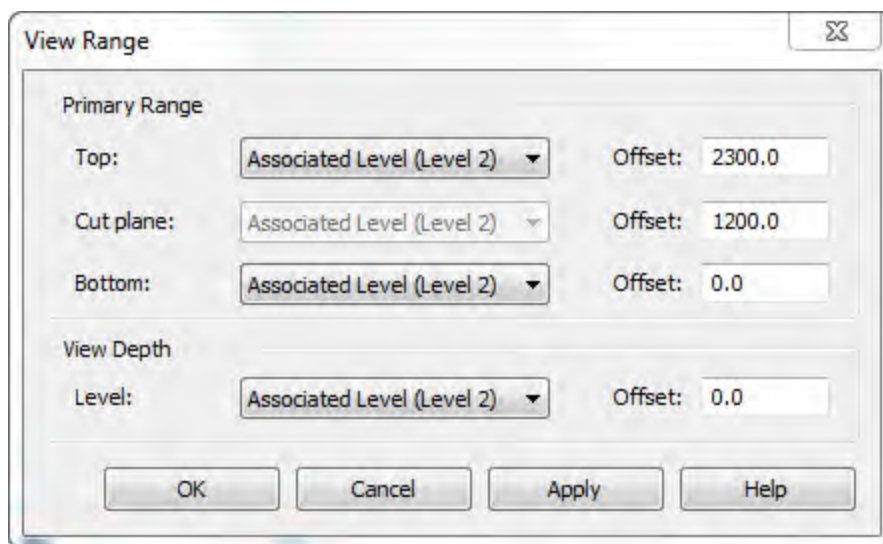 View Range
Primary Range
Top: Associated Level (Level 2) Offset: 2300.0
Cut plane: Associated Level (Level 2) Offset: 1200.0
Bottom: Associated Level (Level 2) Offset: 0.0
View Depth
Level: Associated Level (Level 2) Offset: 0.0
OK Cancel Apply Help